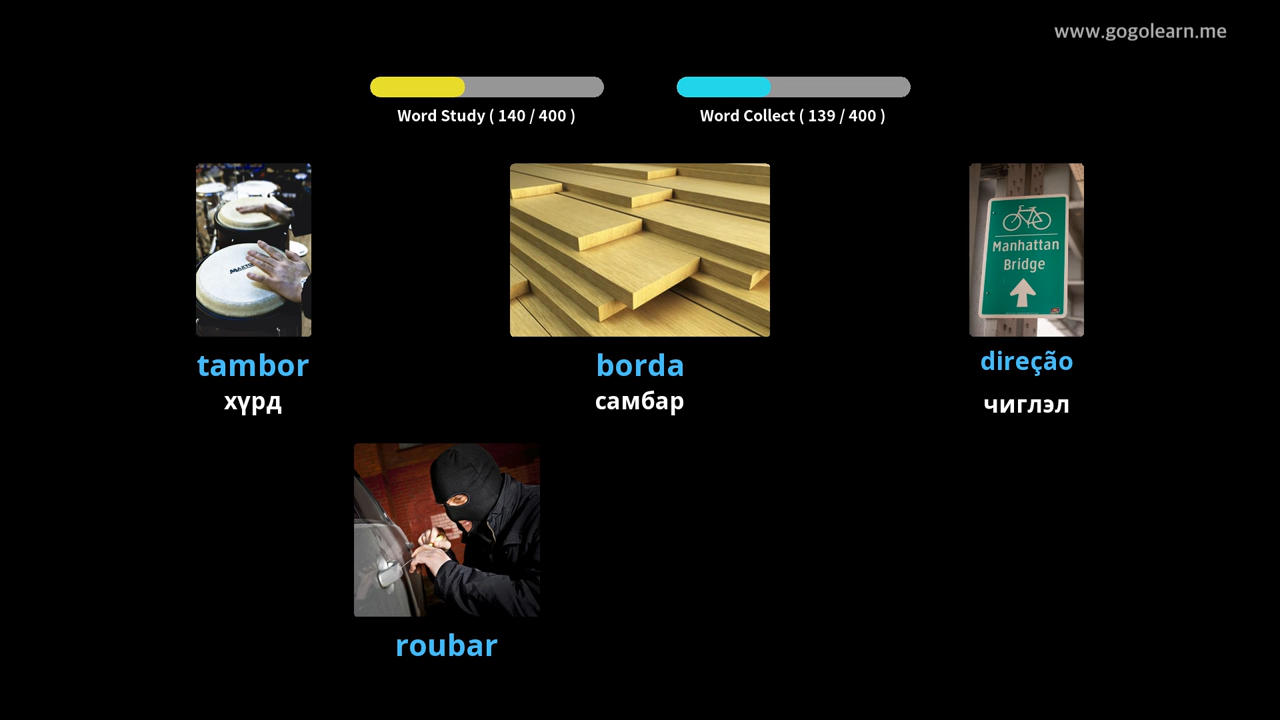 www.gogolearn.me
Word Study ( 140 / 400 )
Word Collect ( 139 / 400 )
Manhattan
Bridge
tambor
хүрд
borda
самбар
direção
чиглэл
roubar